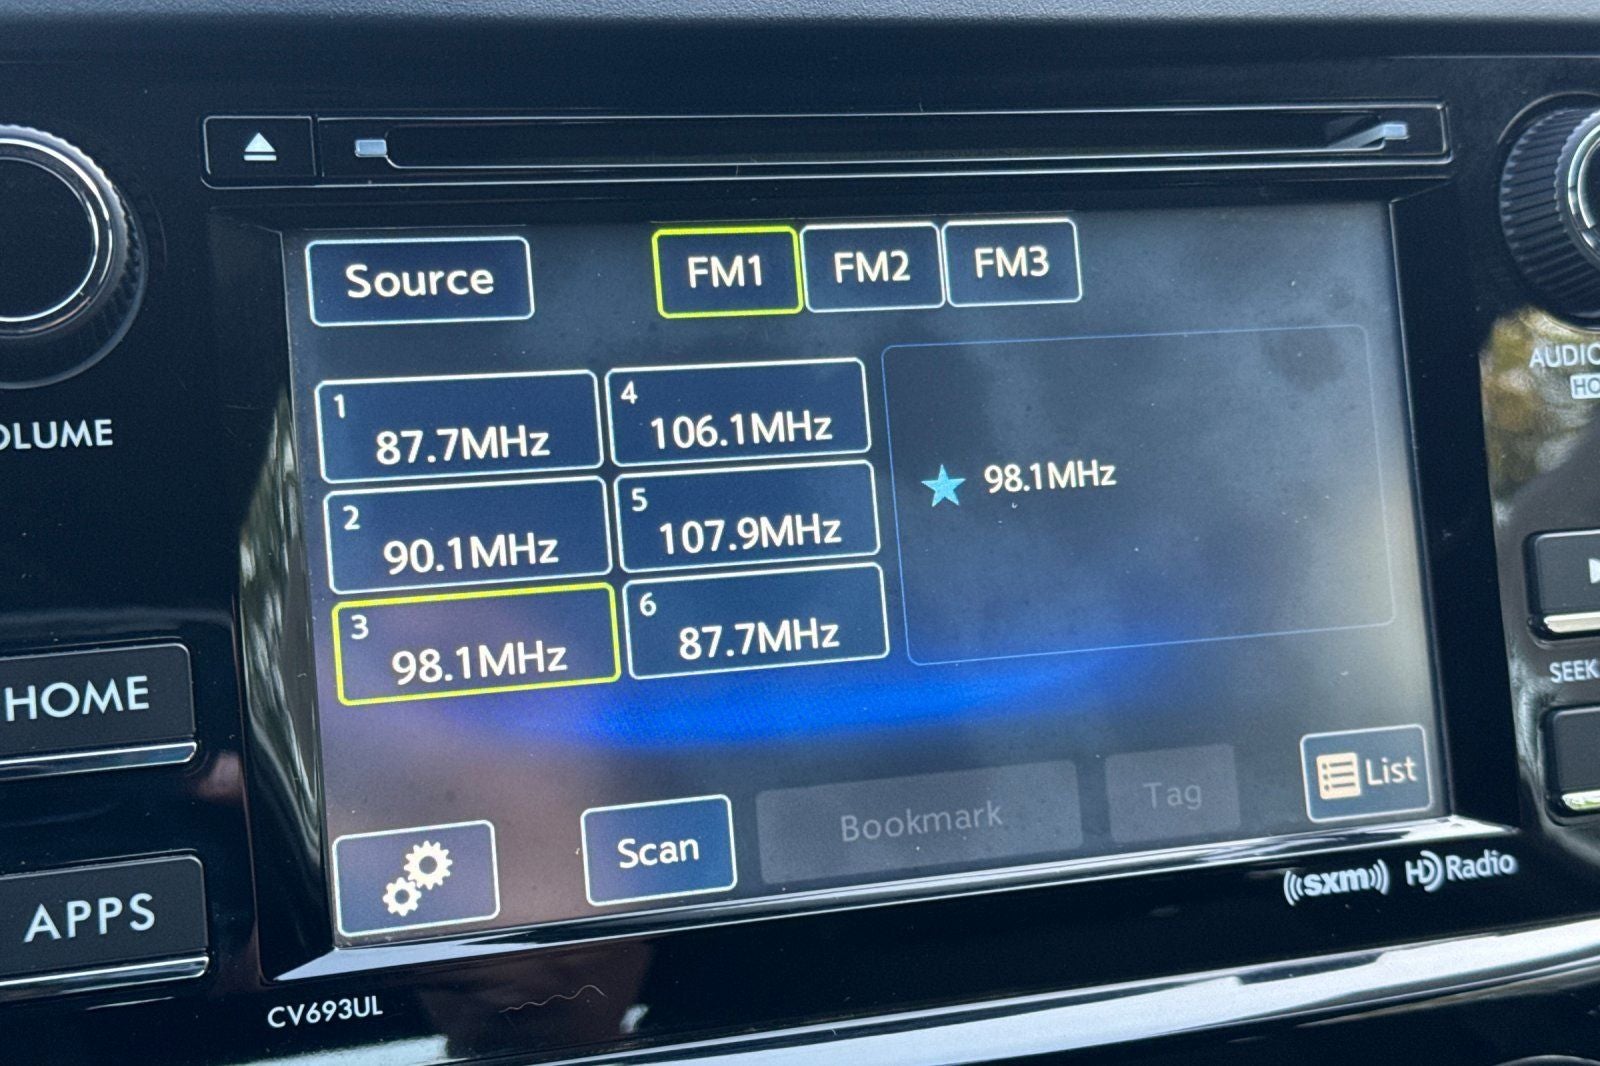 OLUME
HOME
APPS
Source
FM1
FM2
FM3
1
87.7MHz
4
106.1MHz
2
90.1MHz
5
107.9MHz
3
98.1MHz
6
87.7MHz
98.1MHz
Scan
Bookmark
Tag
List
CV693UL
sxm
HD Radio
AUDIO
HO
SEEK